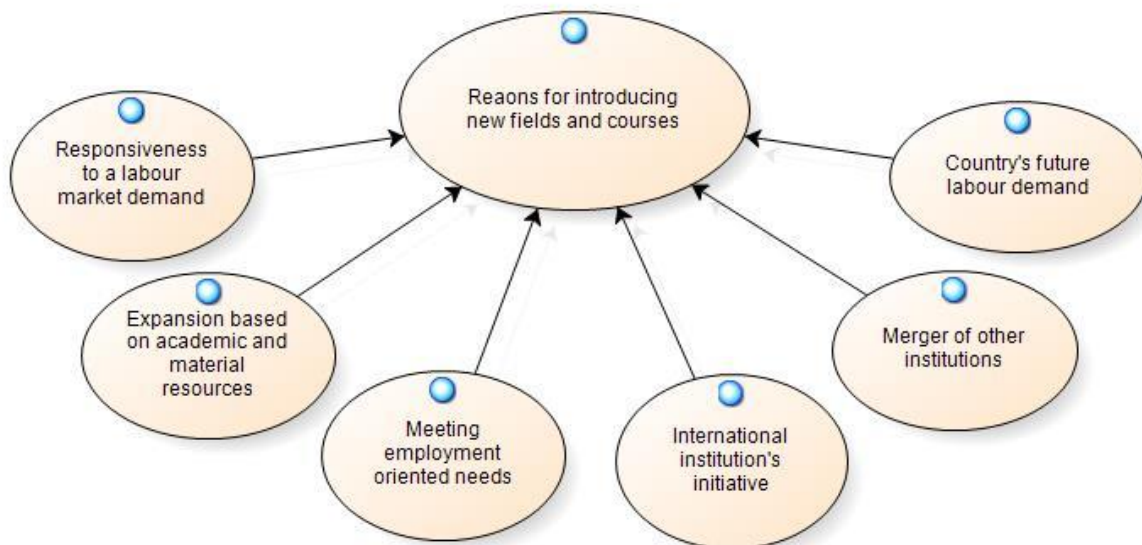 Reaons for introducing
new fields and courses
Responsiveness
to a labour
market demand
Country's future
labour demand
Expansion based
on academic and
material
resources
Merger of other
institutions
Meeting
employment
oriented needs
International
institution's
initiative